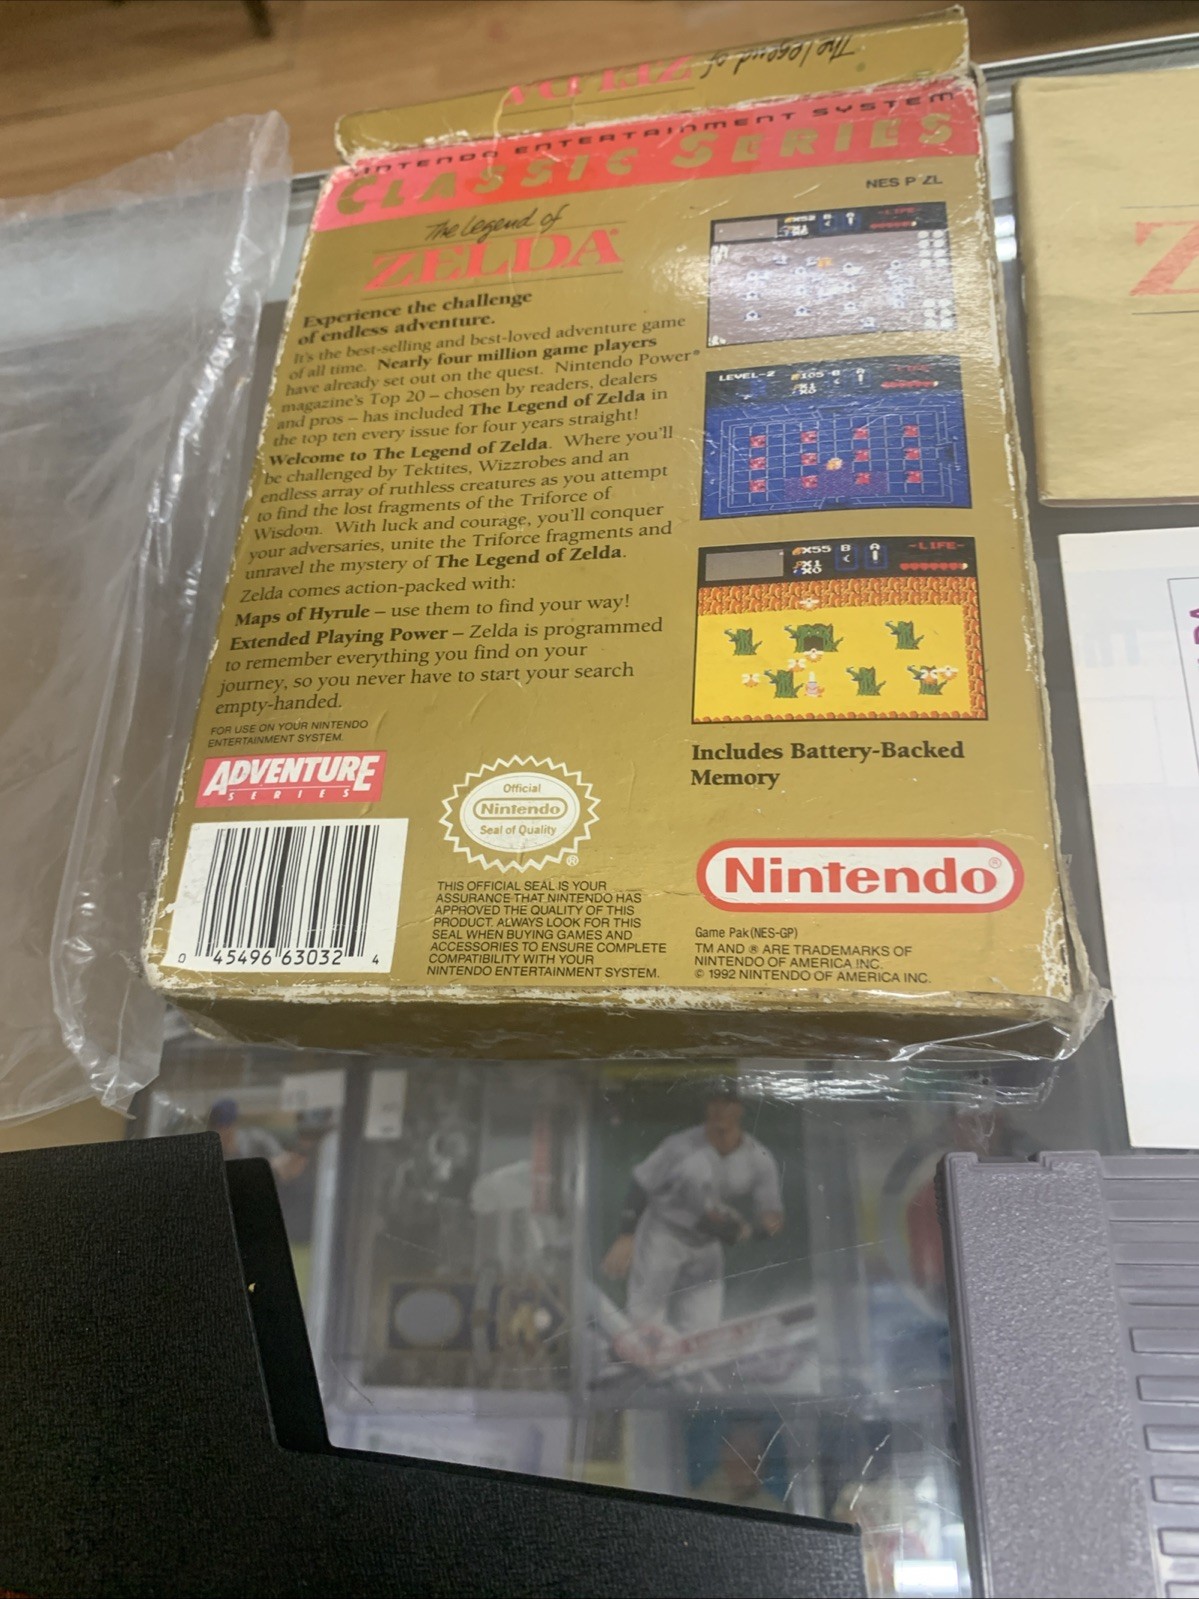 The Legend of
ZELDA
NINTENDO ENTERTAINMENT SYSTEM
CLASSIC SERIES
NES P ZL
The Legend of
ZELDA
Experience the challenge
of endless adventure.
It's the best-selling and best-loved adventure game
of all time. Nearly four million game players
have already set out on the quest. Nintendo Power®
magazine's Top 20 – chosen by readers, dealers
and pros – has included The Legend of Zelda in
the top ten every issue for four years straight!
Welcome to The Legend of Zelda. Where you'll
be challenged by Tektites, Wizzrobes and an
endless array of ruthless creatures as you attempt
to find the lost fragments of the Triforce of
Wisdom. With luck and courage, you'll conquer
your adversaries, unite the Triforce fragments and
unravel the mystery of The Legend of Zelda.
Zelda comes action-packed with:
Maps of Hyrule – use them to find your way!
Extended Playing Power – Zelda is programmed
to remember everything you find on your
journey, so you never have to start your search
empty-handed.
FOR USE ON YOUR NINTENDO
ENTERTAINMENT SYSTEM.
ADVENTURE
SERIES
0 45496 63032 4
Official
Nintendo
Seal of Quality
®
THIS OFFICIAL SEAL IS YOUR
ASSURANCE THAT NINTENDO HAS
APPROVED THE QUALITY OF THIS
PRODUCT. ALWAYS LOOK FOR THIS
SEAL WHEN BUYING GAMES AND
ACCESSORIES TO ENSURE COMPLETE
COMPATIBILITY WITH YOUR
NINTENDO ENTERTAINMENT SYSTEM.
X52 B A -LIFE-
X1
X0
LEVEL-2 X105 B A -LIFE-
X1
X0
X55 B A -LIFE-
X1
X0
Includes Battery-Backed
Memory
Nintendo®
Game Pak (NES-GP)
TM AND ® ARE TRADEMARKS OF
NINTENDO OF AMERICA INC.
© 1992 NINTENDO OF AMERICA INC.
Z